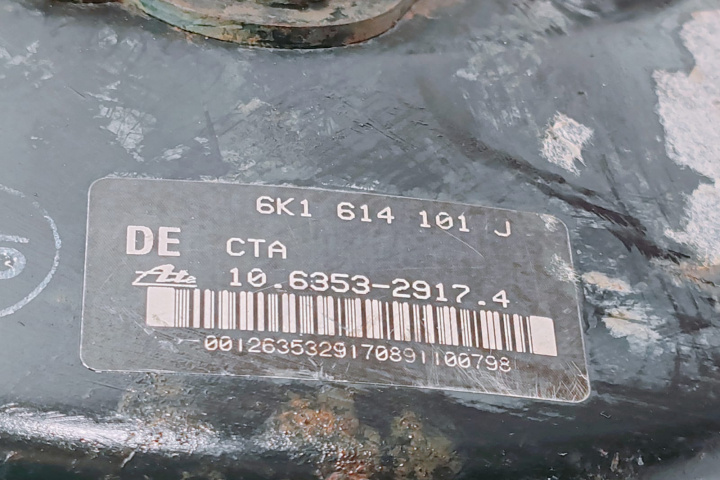 6K1 614 101 J
DE CTA
Ate 10.6353-2917.4
0012635329170891100798